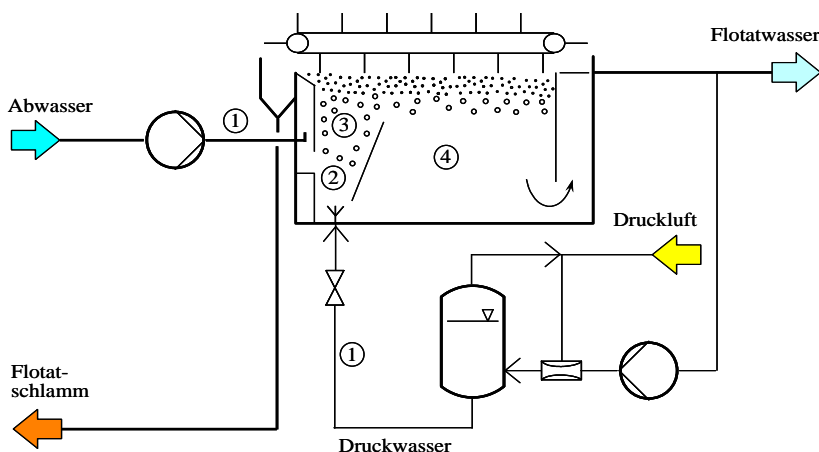 Flotatwasser
Abwasser
1
3
2
4
Druckluft
1
Flotat-
schlamm
Druckwasser